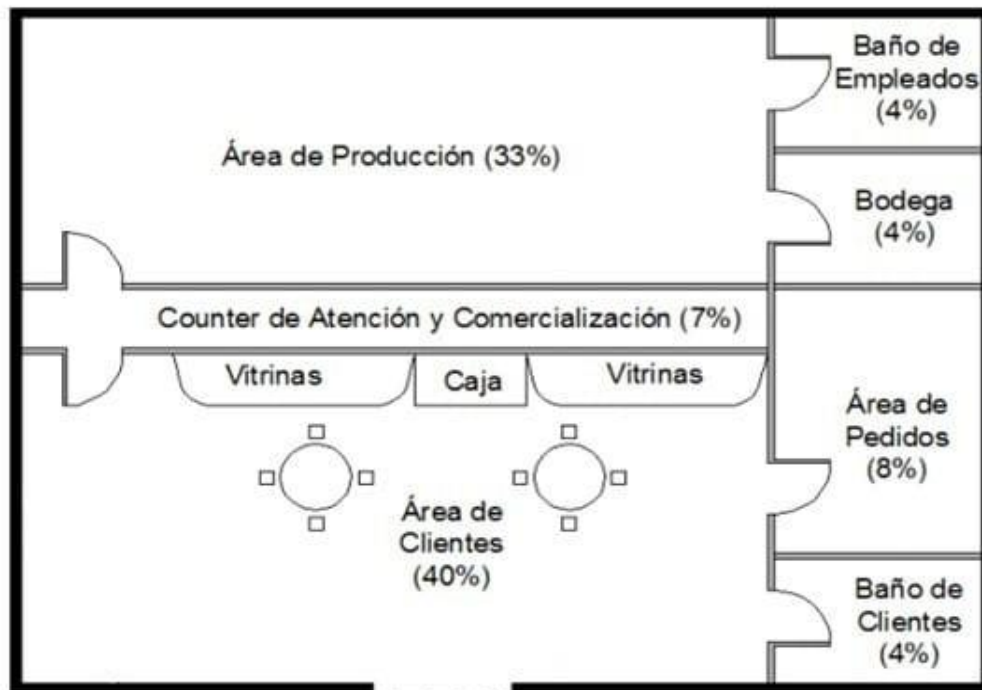 Baño de
Empleados
(4%)
Área de Producción (33%)
Bodega
(4%)
Counter de Atención y Comercialización (7%)
Vitrinas
Caja
Vitrinas
Área de
Pedidos
(8%)
Área de
Clientes
(40%)
Baño de
Clientes
(4%)